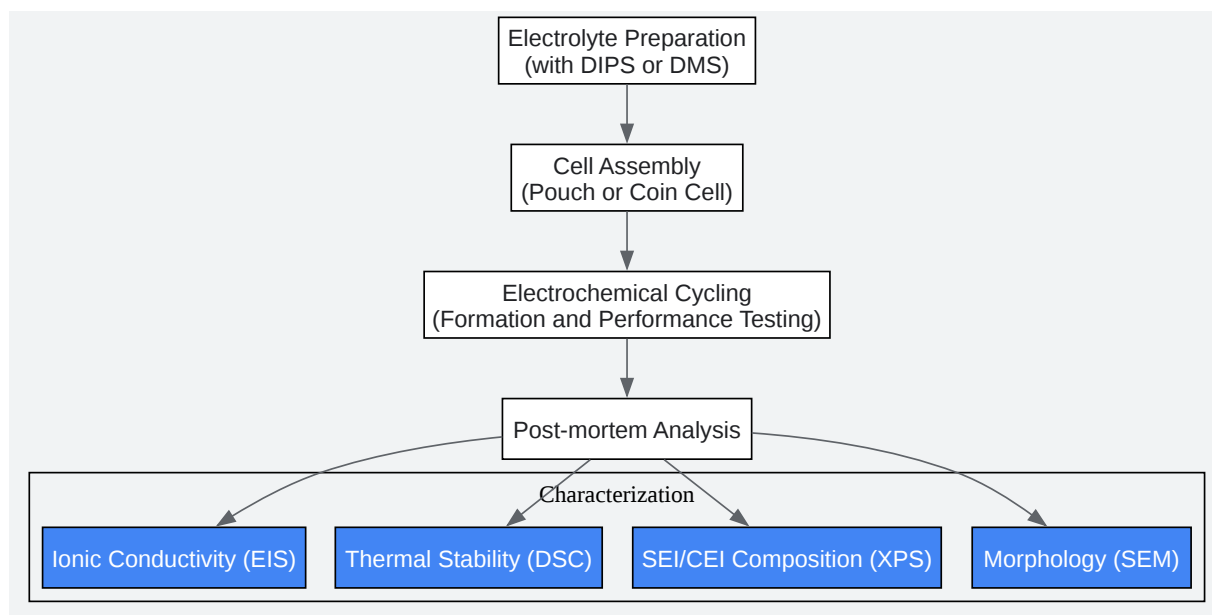 Electrolyte Preparation
(with DIPS or DMS)
Cell Assembly
(Pouch or Coin Cell)
Electrochemical Cycling
(Formation and Performance Testing)
Post-mortem Analysis
Characterization
Ionic Conductivity (EIS)
Thermal Stability (DSC)
SEI/CEI Composition (XPS)
Morphology (SEM)